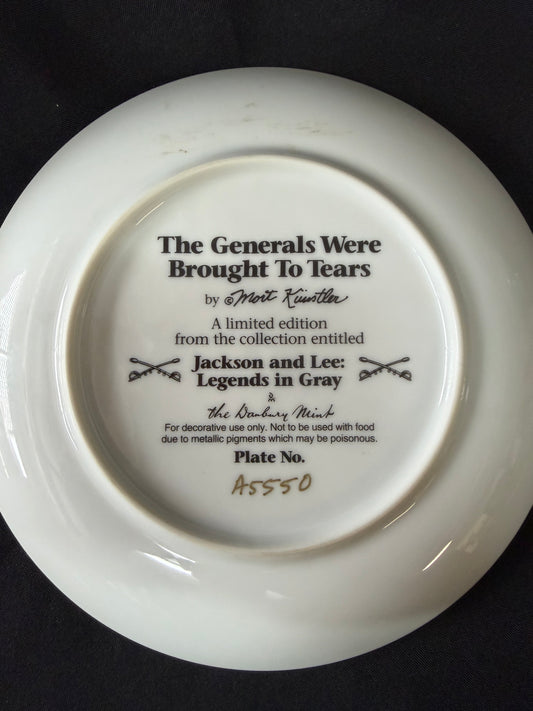 The Generals Were
Brought To Tears
by © Mort Künstler
A limited edition
from the collection entitled
Jackson and Lee:
Legends in Gray
&
the Danbury Mint
For decorative use only. Not to be used with food
due to metallic pigments which may be poisonous.
Plate No.
A5550